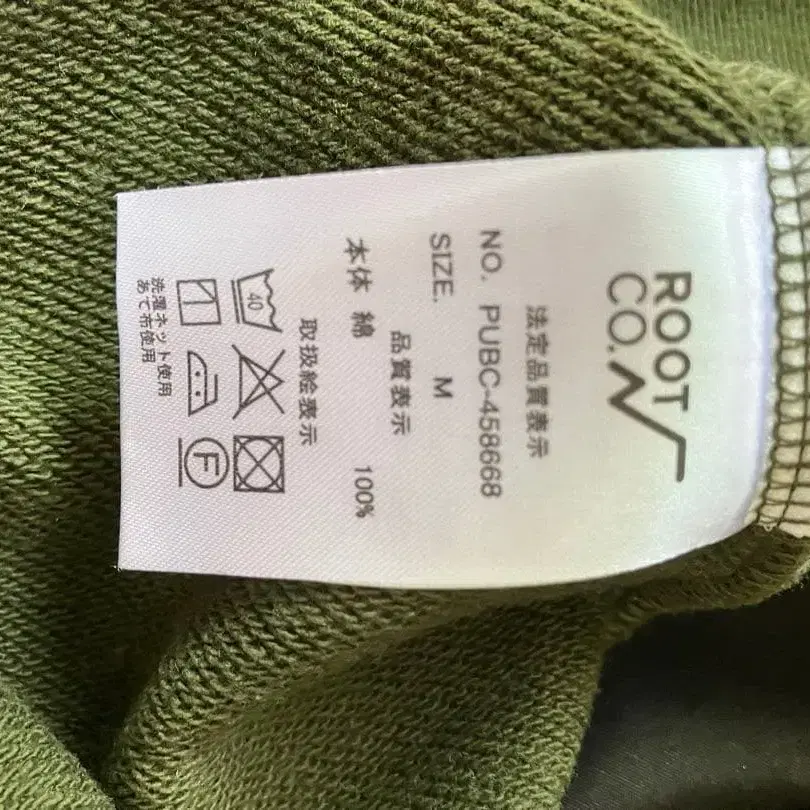 ROOT
CO.
法定品質表示
NO. PUBC-458668
SIZE. M
品質表示
本体 綿 100%
取扱絵表示
40
F
洗濯ネット使用
あて布使用